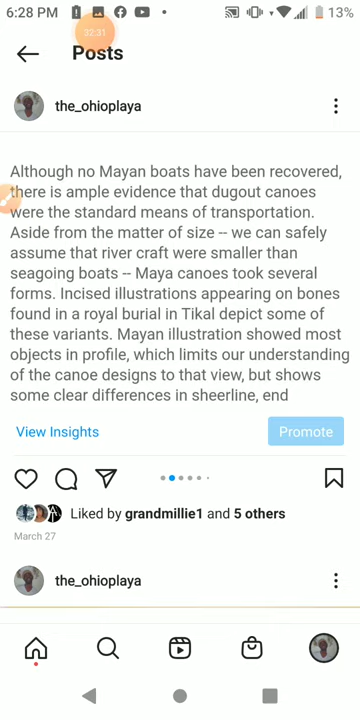 6:28 PM
13%
32:31
Posts
the_ohioplaya
Although no Mayan boats have been recovered,
there is ample evidence that dugout canoes
were the standard means of transportation.
Aside from the matter of size -- we can safely
assume that river craft were smaller than
seagoing boats -- Maya canoes took several
forms. Incised illustrations appearing on bones
found in a royal burial in Tikal depict some of
these variants. Mayan illustration showed most
objects in profile, which limits our understanding
of the canoe designs to that view, but shows
some clear differences in sheerline, end
View Insights
Promote
Liked by grandmillie1 and 5 others
March 27
the_ohioplaya